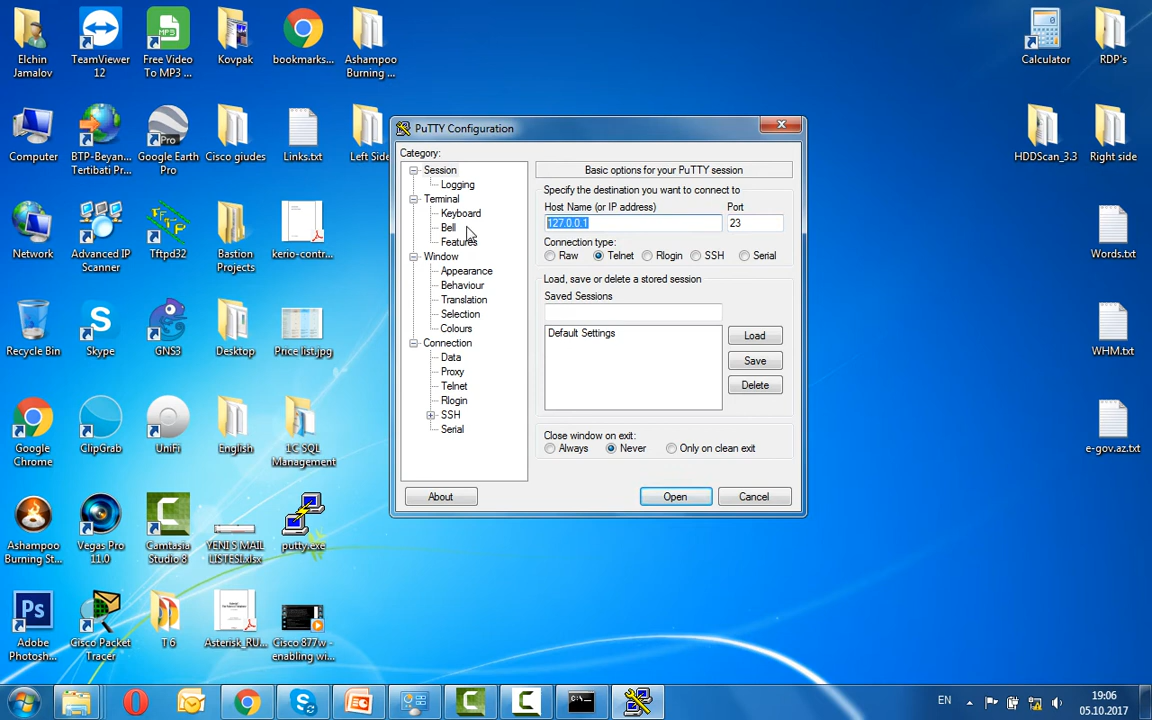 Elchin
Jamalov
TeamViewer
12
Free Video
To MP3 ...
Kovpak
bookmarks...
Ashampoo
Burning ...
Calculator
RDP's
Computer
BTP-Beyan...
Tertibati Pr...
Google Earth
Pro
Cisco giudes
Links.txt
Left Side
HDDScan_3.3
Right side
Network
Advanced IP
Scanner
Tftpd32
Bastion
Projects
kerio-contr...
Words.txt
Recycle Bin
Skype
GNS3
Desktop
Price list.jpg
WHM.txt
Google
Chrome
ClipGrab
UniFi
English
1C SQL
Management
e-gov.az.txt
Ashampoo
Burning St...
Vegas Pro
11.0
Camtasia
Studio 8
YENI'S MAIL
LISTESI.xlsx
putty.exe
Adobe
Photosh...
Cisco Packet
Tracer
T 6
Asterisk_RU...
Cisco 877w -
enabling wi...
PuTTY Configuration
Category:
Session
Logging
Terminal
Keyboard
Bell
Features
Window
Appearance
Behaviour
Translation
Selection
Colours
Connection
Data
Proxy
Telnet
Rlogin
SSH
Serial
Basic options for your PuTTY session
Specify the destination you want to connect to
Host Name (or IP address) Port
127.0.0.1 23
Connection type:
Raw Telnet Rlogin SSH Serial
Load, save or delete a stored session
Saved Sessions
Default Settings
Load
Save
Delete
Close window on exit:
Always Never Only on clean exit
About Open Cancel
EN
19:06
05.10.2017